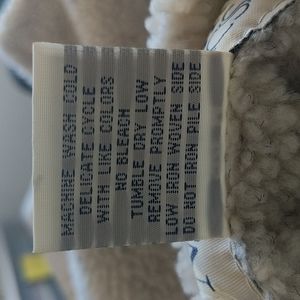 MACHINE WASH COLD
DELICATE CYCLE
WITH LIKE COLORS
NO BLEACH
TUMBLE DRY LOW
REMOVE PROMPTLY
LOW IRON WOVEN SIDE
DO NOT IRON PILE SIDE